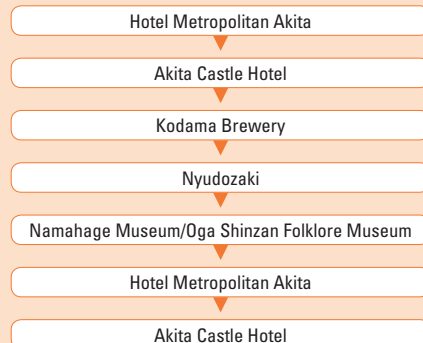 Hotel Metropolitan Akita
Akita Castle Hotel
Kodama Brewery
Nyudozaki
Namahage Museum/Oga Shinzan Folklore Museum
Hotel Metropolitan Akita
Akita Castle Hotel